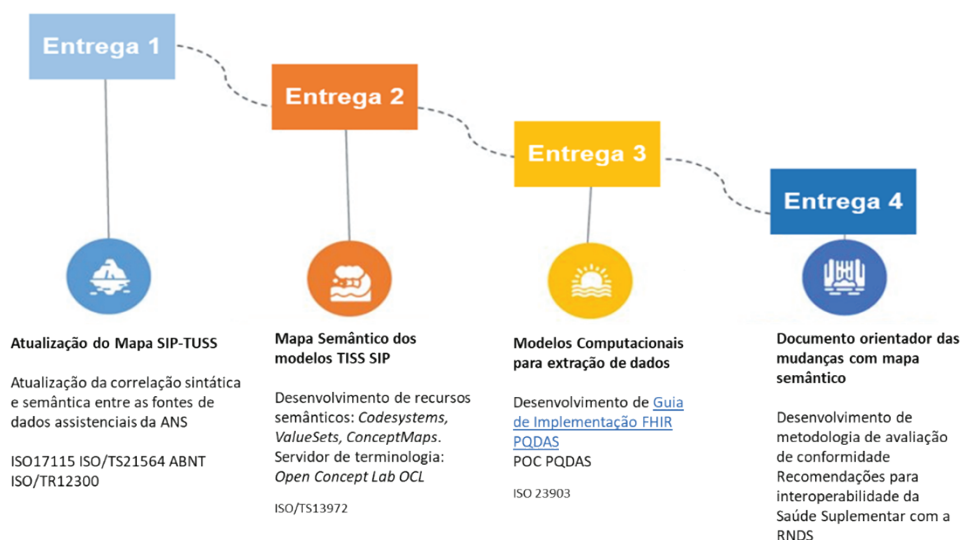 Entrega 1
Entrega 2
Entrega 3
Entrega 4
Atualização do Mapa SIP-TUSS
Atualização da correlação sintática
e semântica entre as fontes de
dados assistenciais da ANS
ISO17115 ISO/TS21564 ABNT
ISO/TR12300
Mapa Semântico dos
modelos TISS SIP
Desenvolvimento de recursos
semânticos: Codesystems,
ValueSets, ConceptMaps.
Servidor de terminologia:
Open Concept Lab OCL
ISO/TS13972
Modelos Computacionais
para extração de dados
Desenvolvimento de Guia
de Implementação FHIR
PQDAS
POC PQDAS
ISO 23903
Documento orientador das
mudanças com mapa
semântico
Desenvolvimento de
metodologia de avaliação
de conformidade
Recomendações para
interoperabilidade da
Saúde Suplementar com a
RNDS